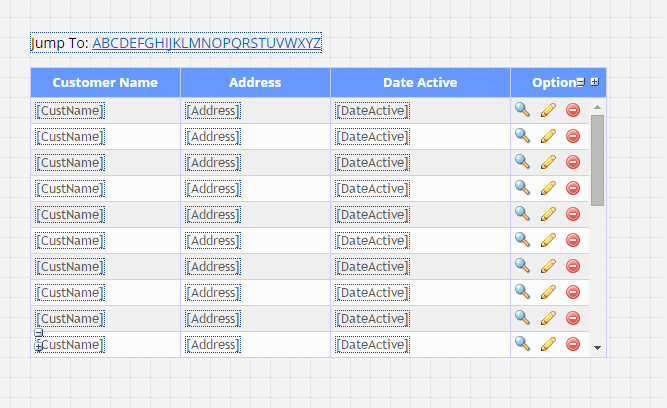 Jump To: ABCDEFGHIJKLMNOPQRSTUVWXYZ
Customer Name Address Date Active Option
[CustName] [Address] [DateActive]
[CustName] [Address] [DateActive]
[CustName] [Address] [DateActive]
[CustName] [Address] [DateActive]
[CustName] [Address] [DateActive]
[CustName] [Address] [DateActive]
[CustName] [Address] [DateActive]
[CustName] [Address] [DateActive]
[CustName] [Address] [DateActive]
[CustName] [Address] [DateActive]